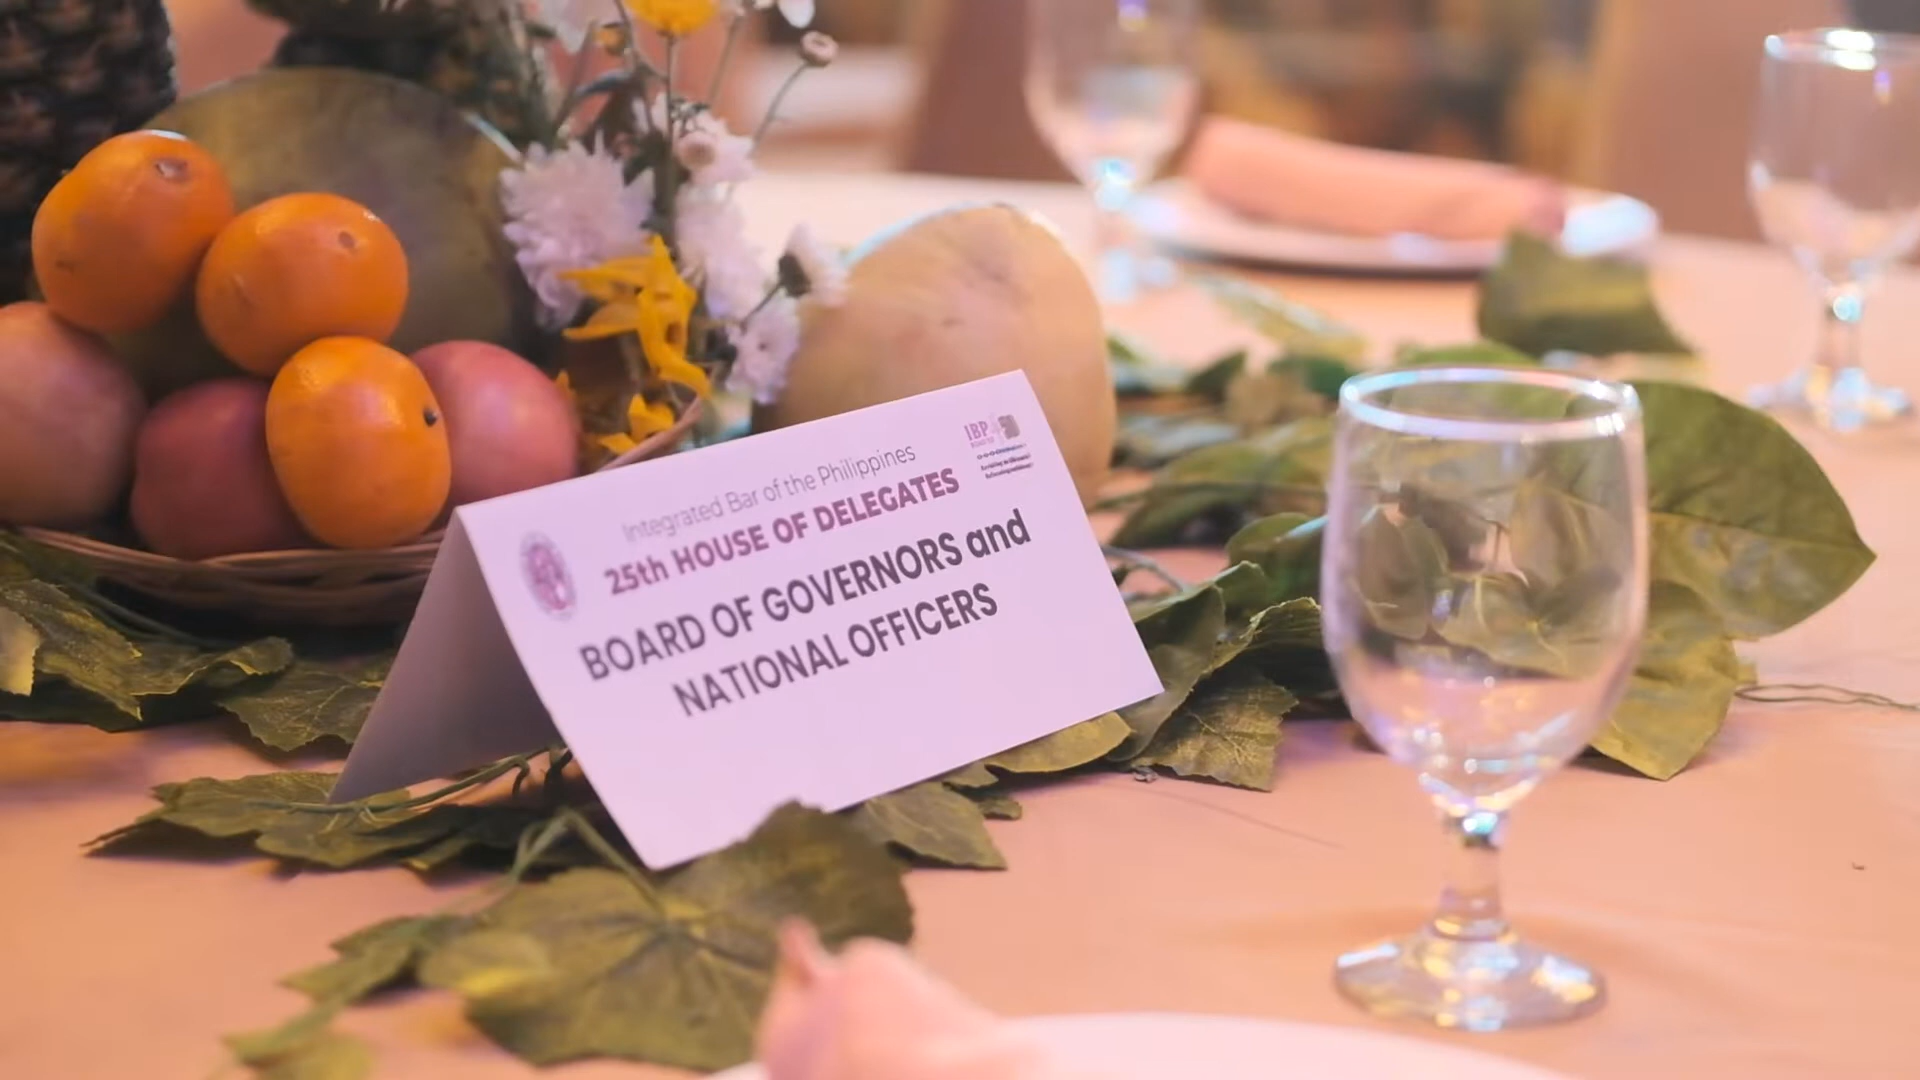 Integrated Bar of the Philippines
25th HOUSE OF DELEGATES
BOARD OF GOVERNORS and
NATIONAL OFFICERS
IBP